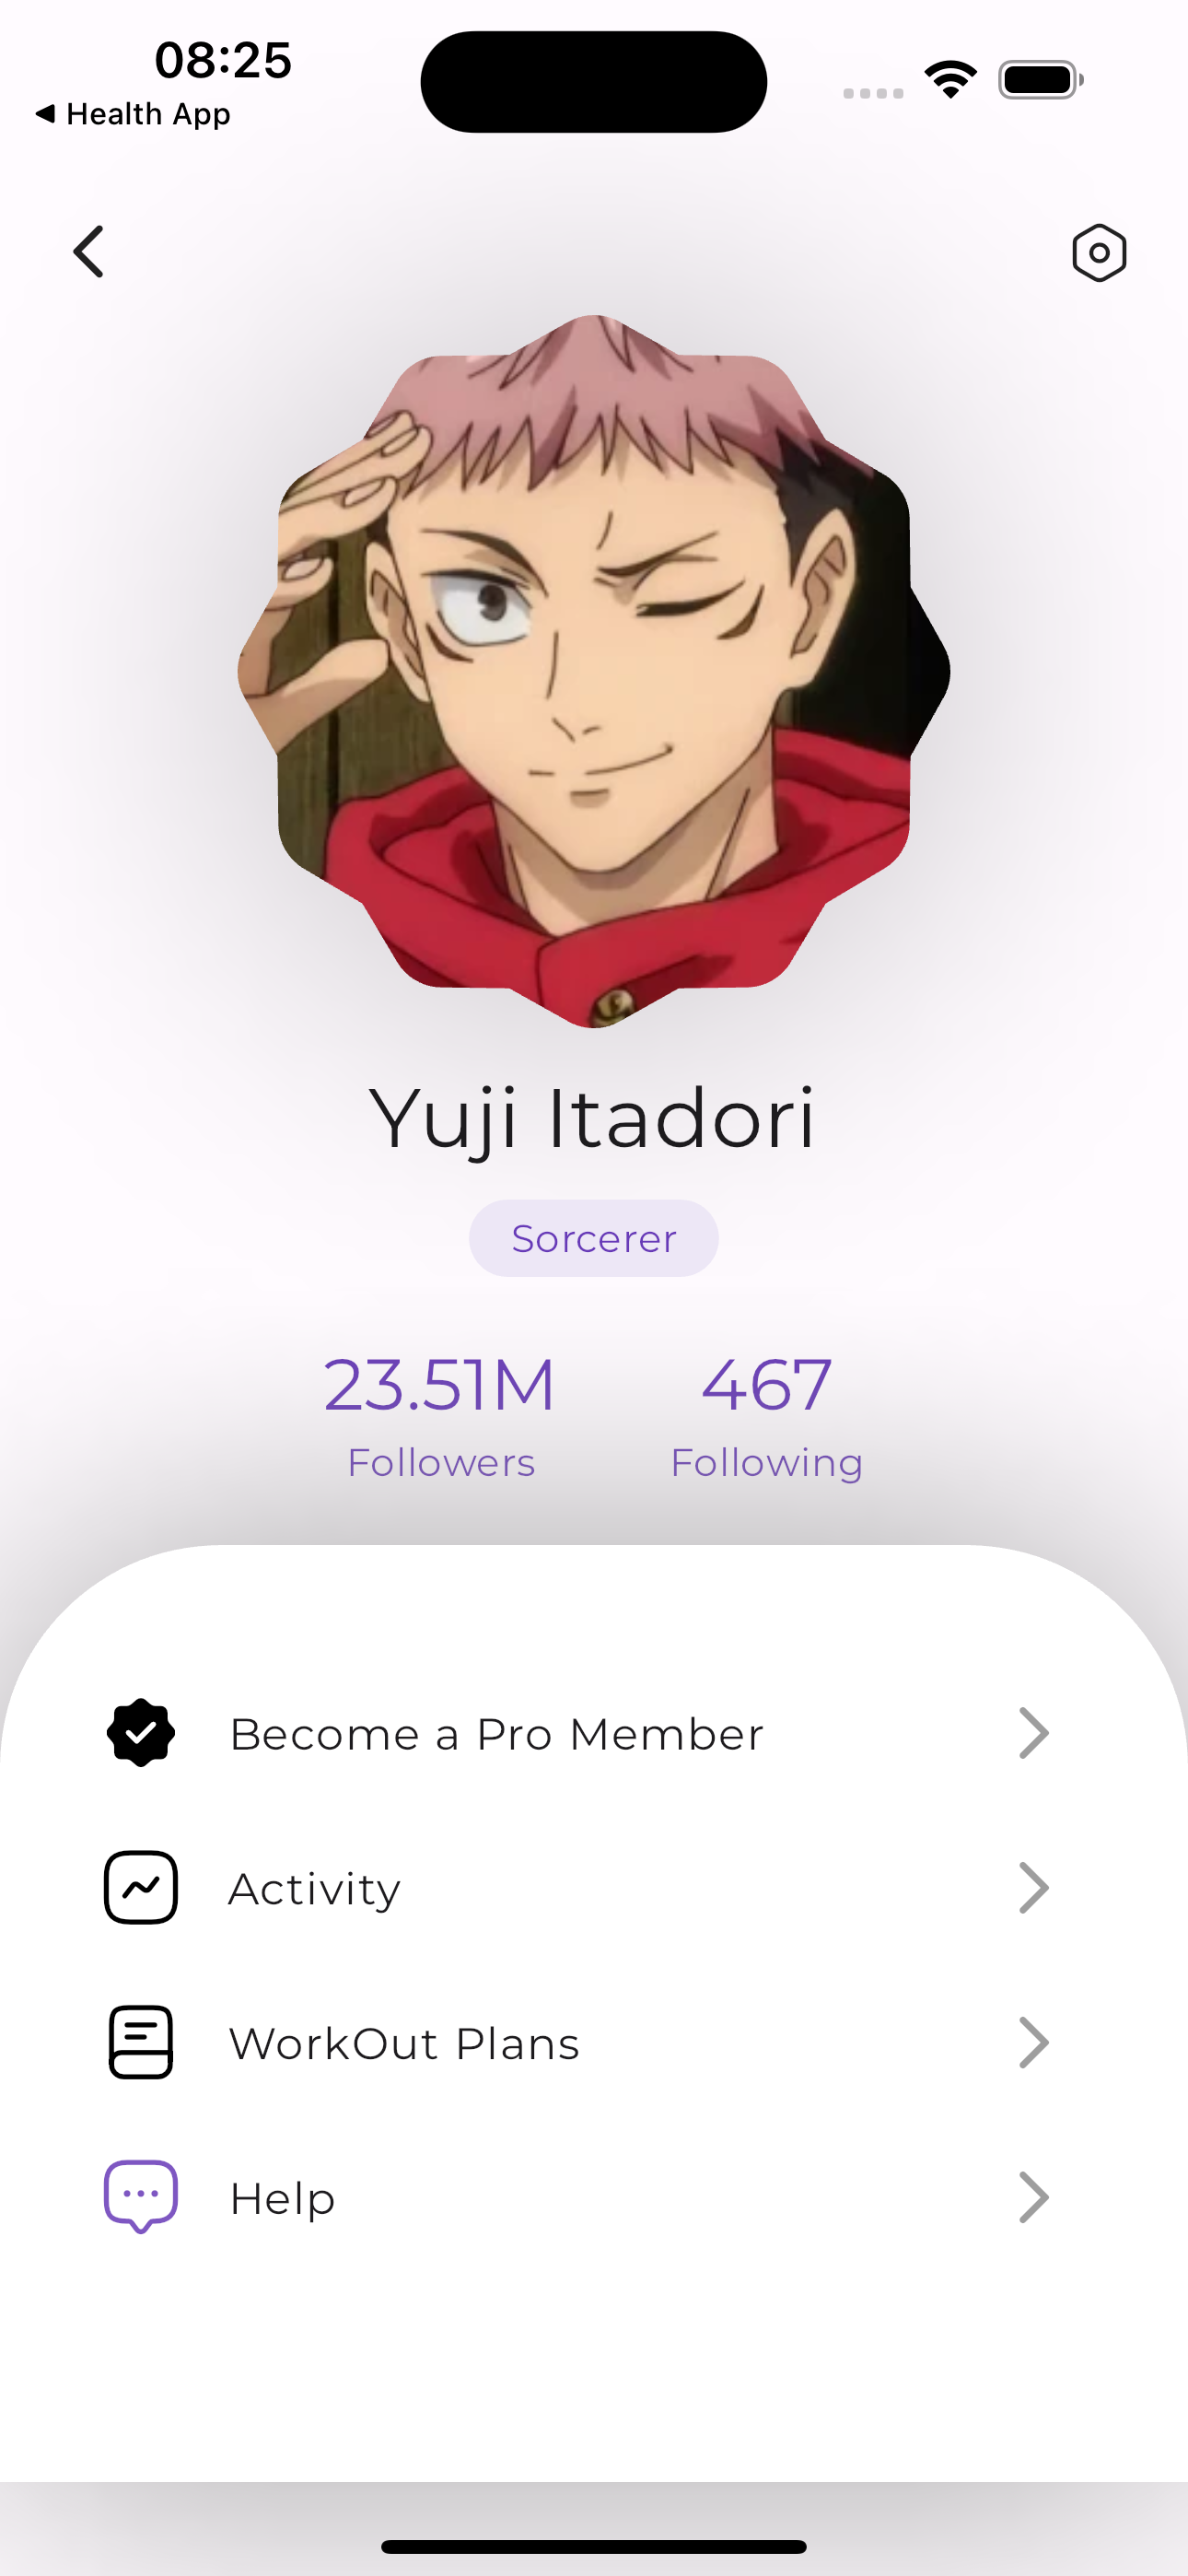 08:25
◀ Health App
Yuji Itadori
Sorcerer
23.51M 467
Followers Following
Become a Pro Member
Activity
WorkOut Plans
Help